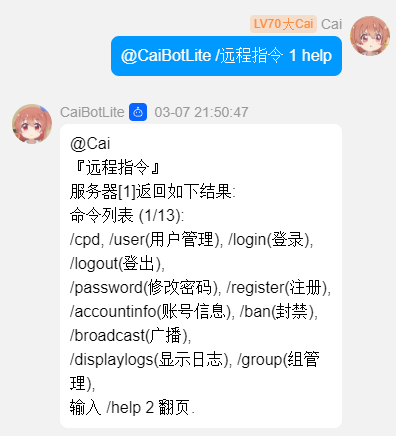 LV70大Cai Cai
@CaiBotLite /远程指令 1 help
CaiBotLite 03-07 21:50:47
@Cai
『远程指令』
服务器[1]返回如下结果:
命令列表 (1/13):
/cpd, /user(用户管理), /login(登录),
/logout(登出),
/password(修改密码), /register(注册),
/accountinfo(账号信息), /ban(封禁),
/broadcast(广播),
/displaylogs(显示日志), /group(组管
理),
输入 /help 2 翻页.